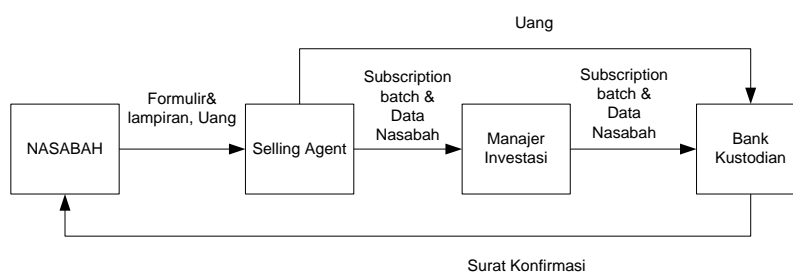 Uang
Formulir&
lampiran, Uang
Subscription
batch &
Data
Nasabah
Subscription
batch &
Data
Nasabah
NASABAH
Selling Agent
Manajer
Investasi
Bank
Kustodian
Surat Konfirmasi